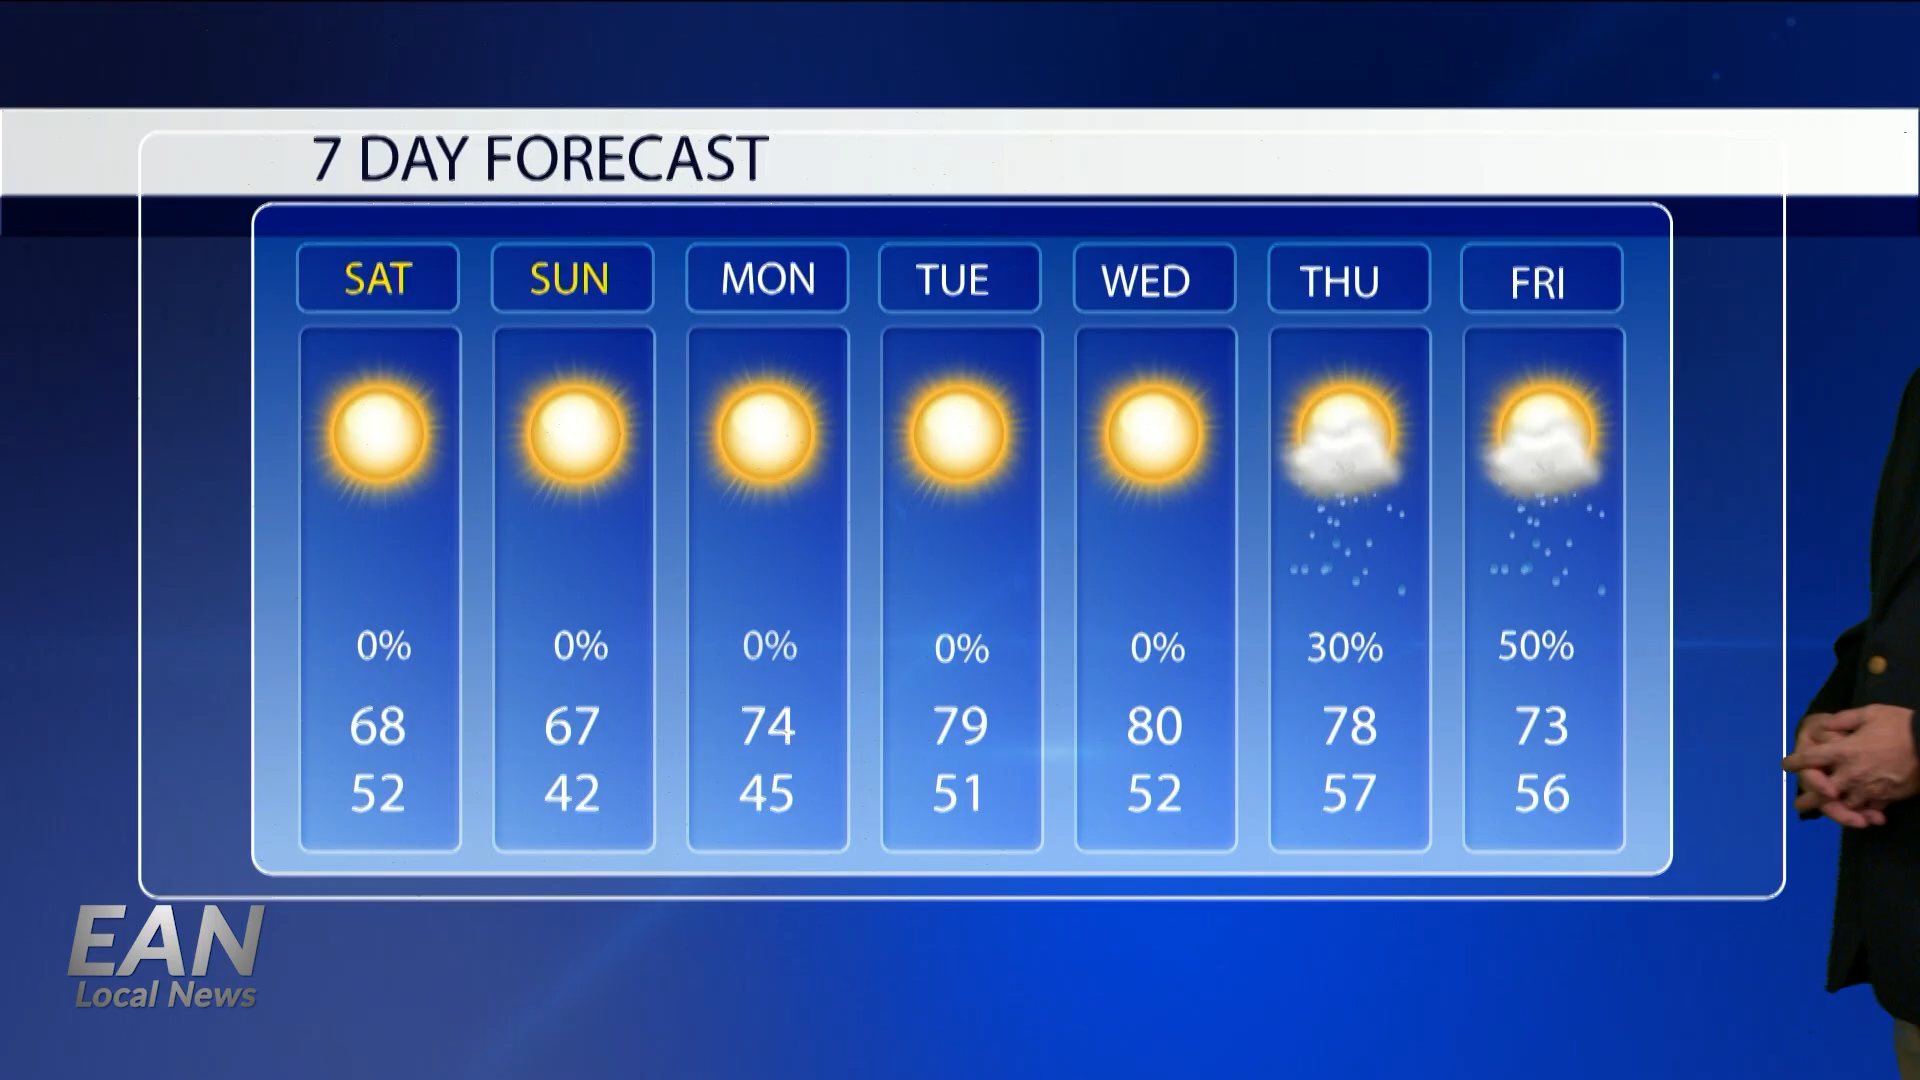 7 DAY FORECAST
SAT SUN MON TUE WED THU FRI
0% 0% 0% 0% 0% 30% 50%
68 67 74 79 80 78 73
52 42 45 51 52 57 56
EAN
Local News